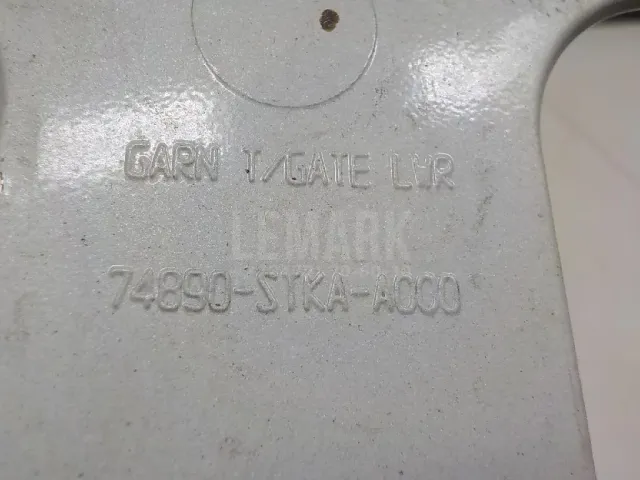 GARN T/GATE LWR
LEMARK
74890-STKA-A000